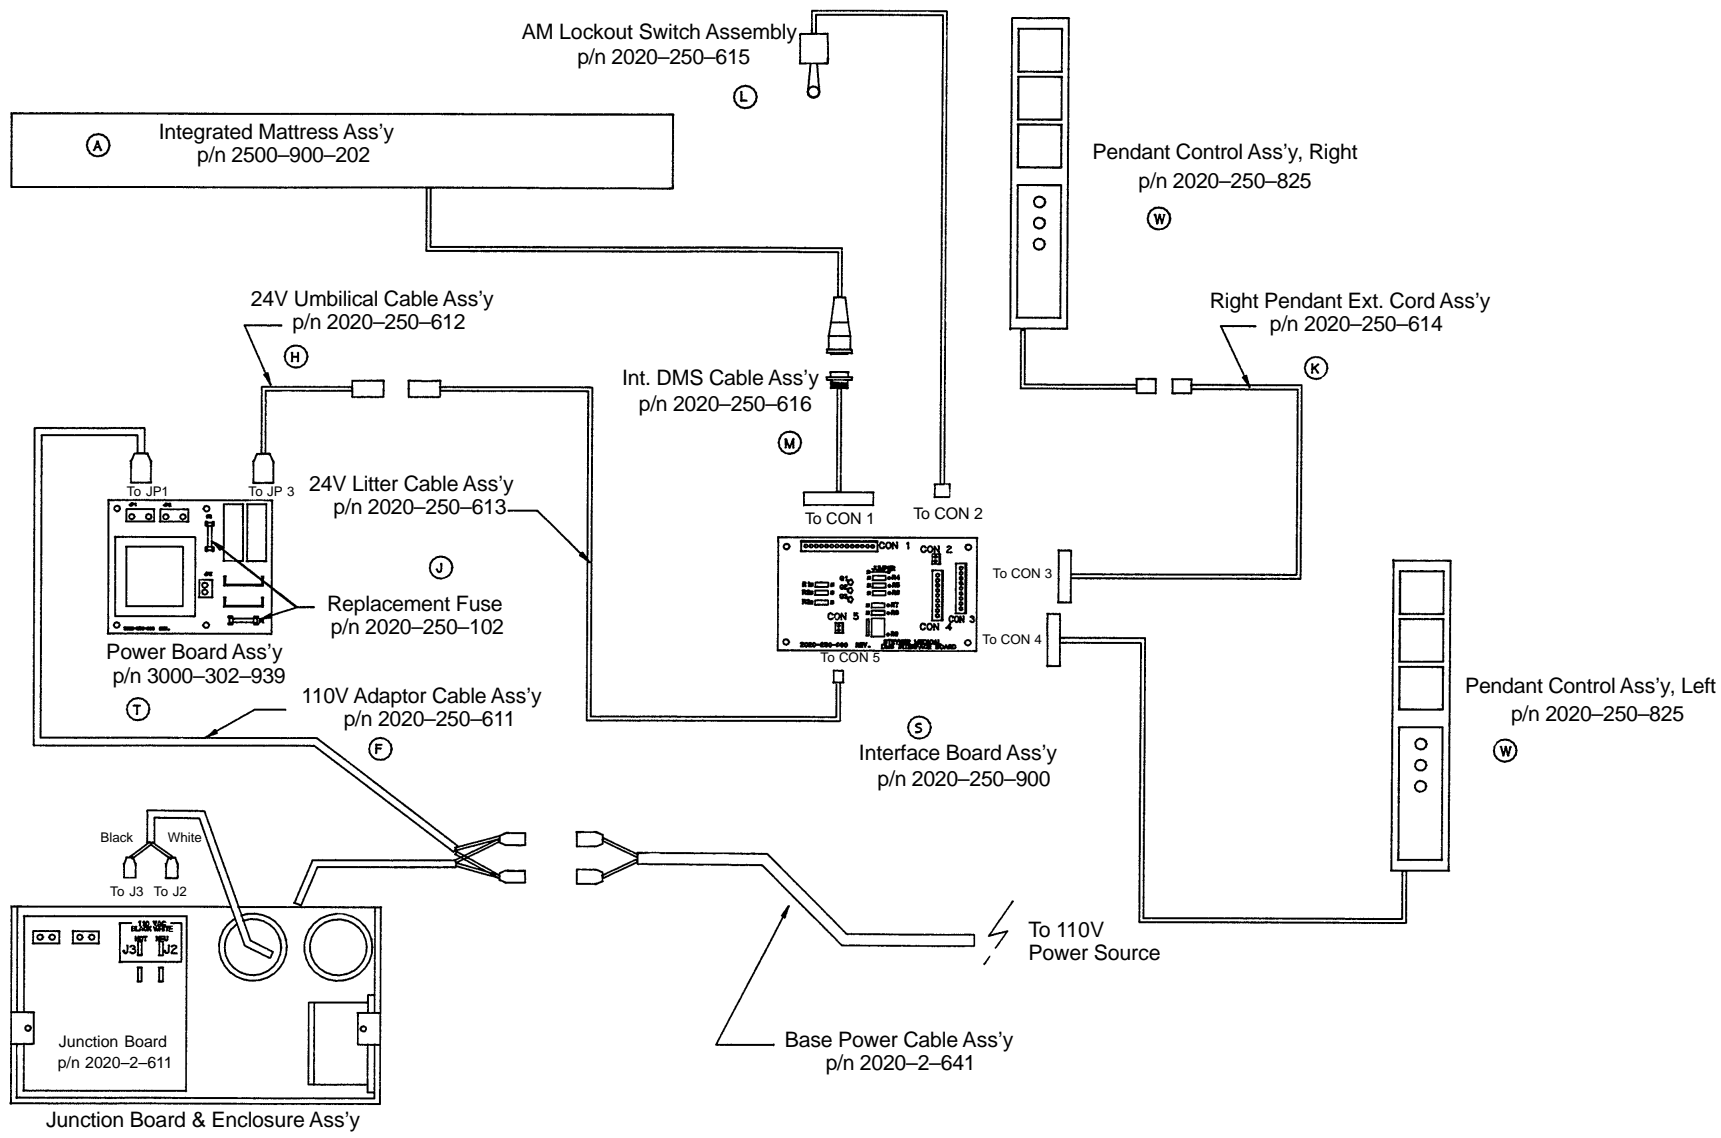 AM Lockout Switch Assembly
p/n 2020–250–615
L
A
Integrated Mattress Ass'y
p/n 2500–900–202
Pendant Control Ass'y, Right
p/n 2020–250–825
W
24V Umbilical Cable Ass'y
p/n 2020–250–612
H
Right Pendant Ext. Cord Ass'y
p/n 2020–250–614
K
Int. DMS Cable Ass'y
p/n 2020–250–616
M
To JP1
To JP 3
24V Litter Cable Ass'y
p/n 2020–250–613
J
To CON 1
To CON 2
CON 1
CON 2
To CON 3
CON 5
CON 4
CON 3
To CON 4
To CON 5
Replacement Fuse
p/n 2020–250–102
Power Board Ass'y
p/n 3000–302–939
T
110V Adaptor Cable Ass'y
p/n 2020–250–611
F
S
Interface Board Ass'y
p/n 2020–250–900
Pendant Control Ass'y, Left
p/n 2020–250–825
W
Black
White
To J3
To J2
110 VAC
BLACK WHITE
HOT NEU
J3
J2
To 110V
Power Source
Junction Board
p/n 2020–2–611
Base Power Cable Ass'y
p/n 2020–2–641
Junction Board & Enclosure Ass'y